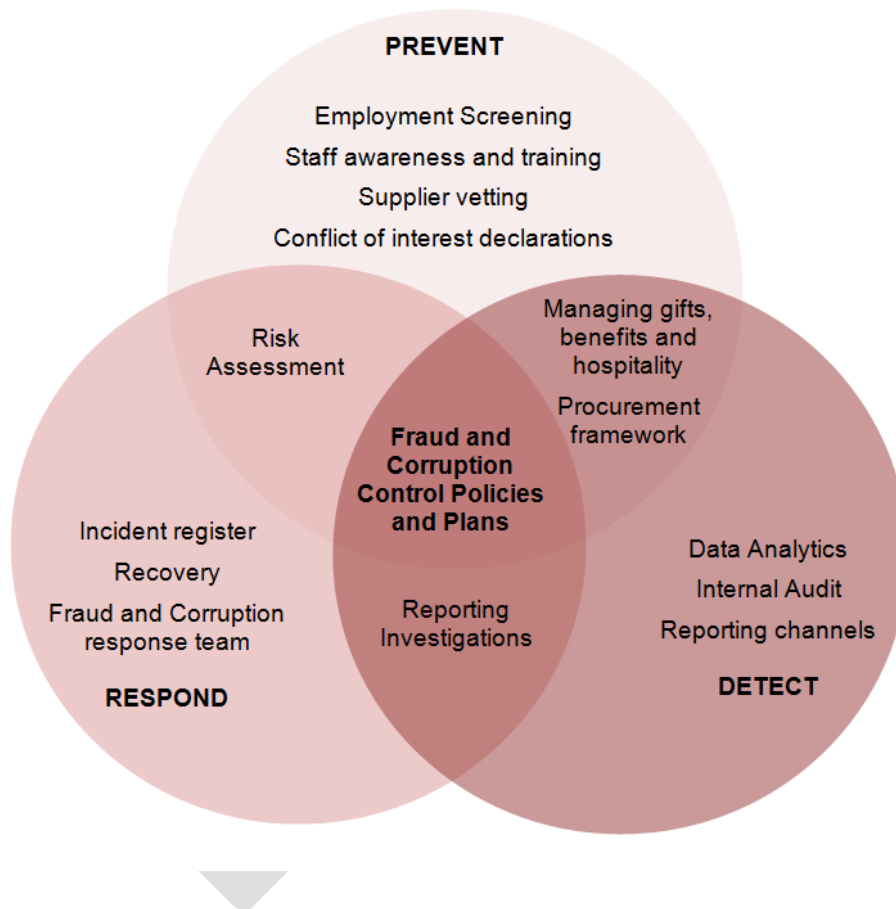 PREVENT
Employment Screening
Staff awareness and training
Supplier vetting
Conflict of interest declarations
Risk
Assessment
Managing gifts,
benefits and
hospitality
Procurement
framework
Fraud and
Corruption
Control Policies
and Plans
Incident register
Recovery
Fraud and Corruption
response team
RESPOND
Reporting
Investigations
Data Analytics
Internal Audit
Reporting channels
DETECT